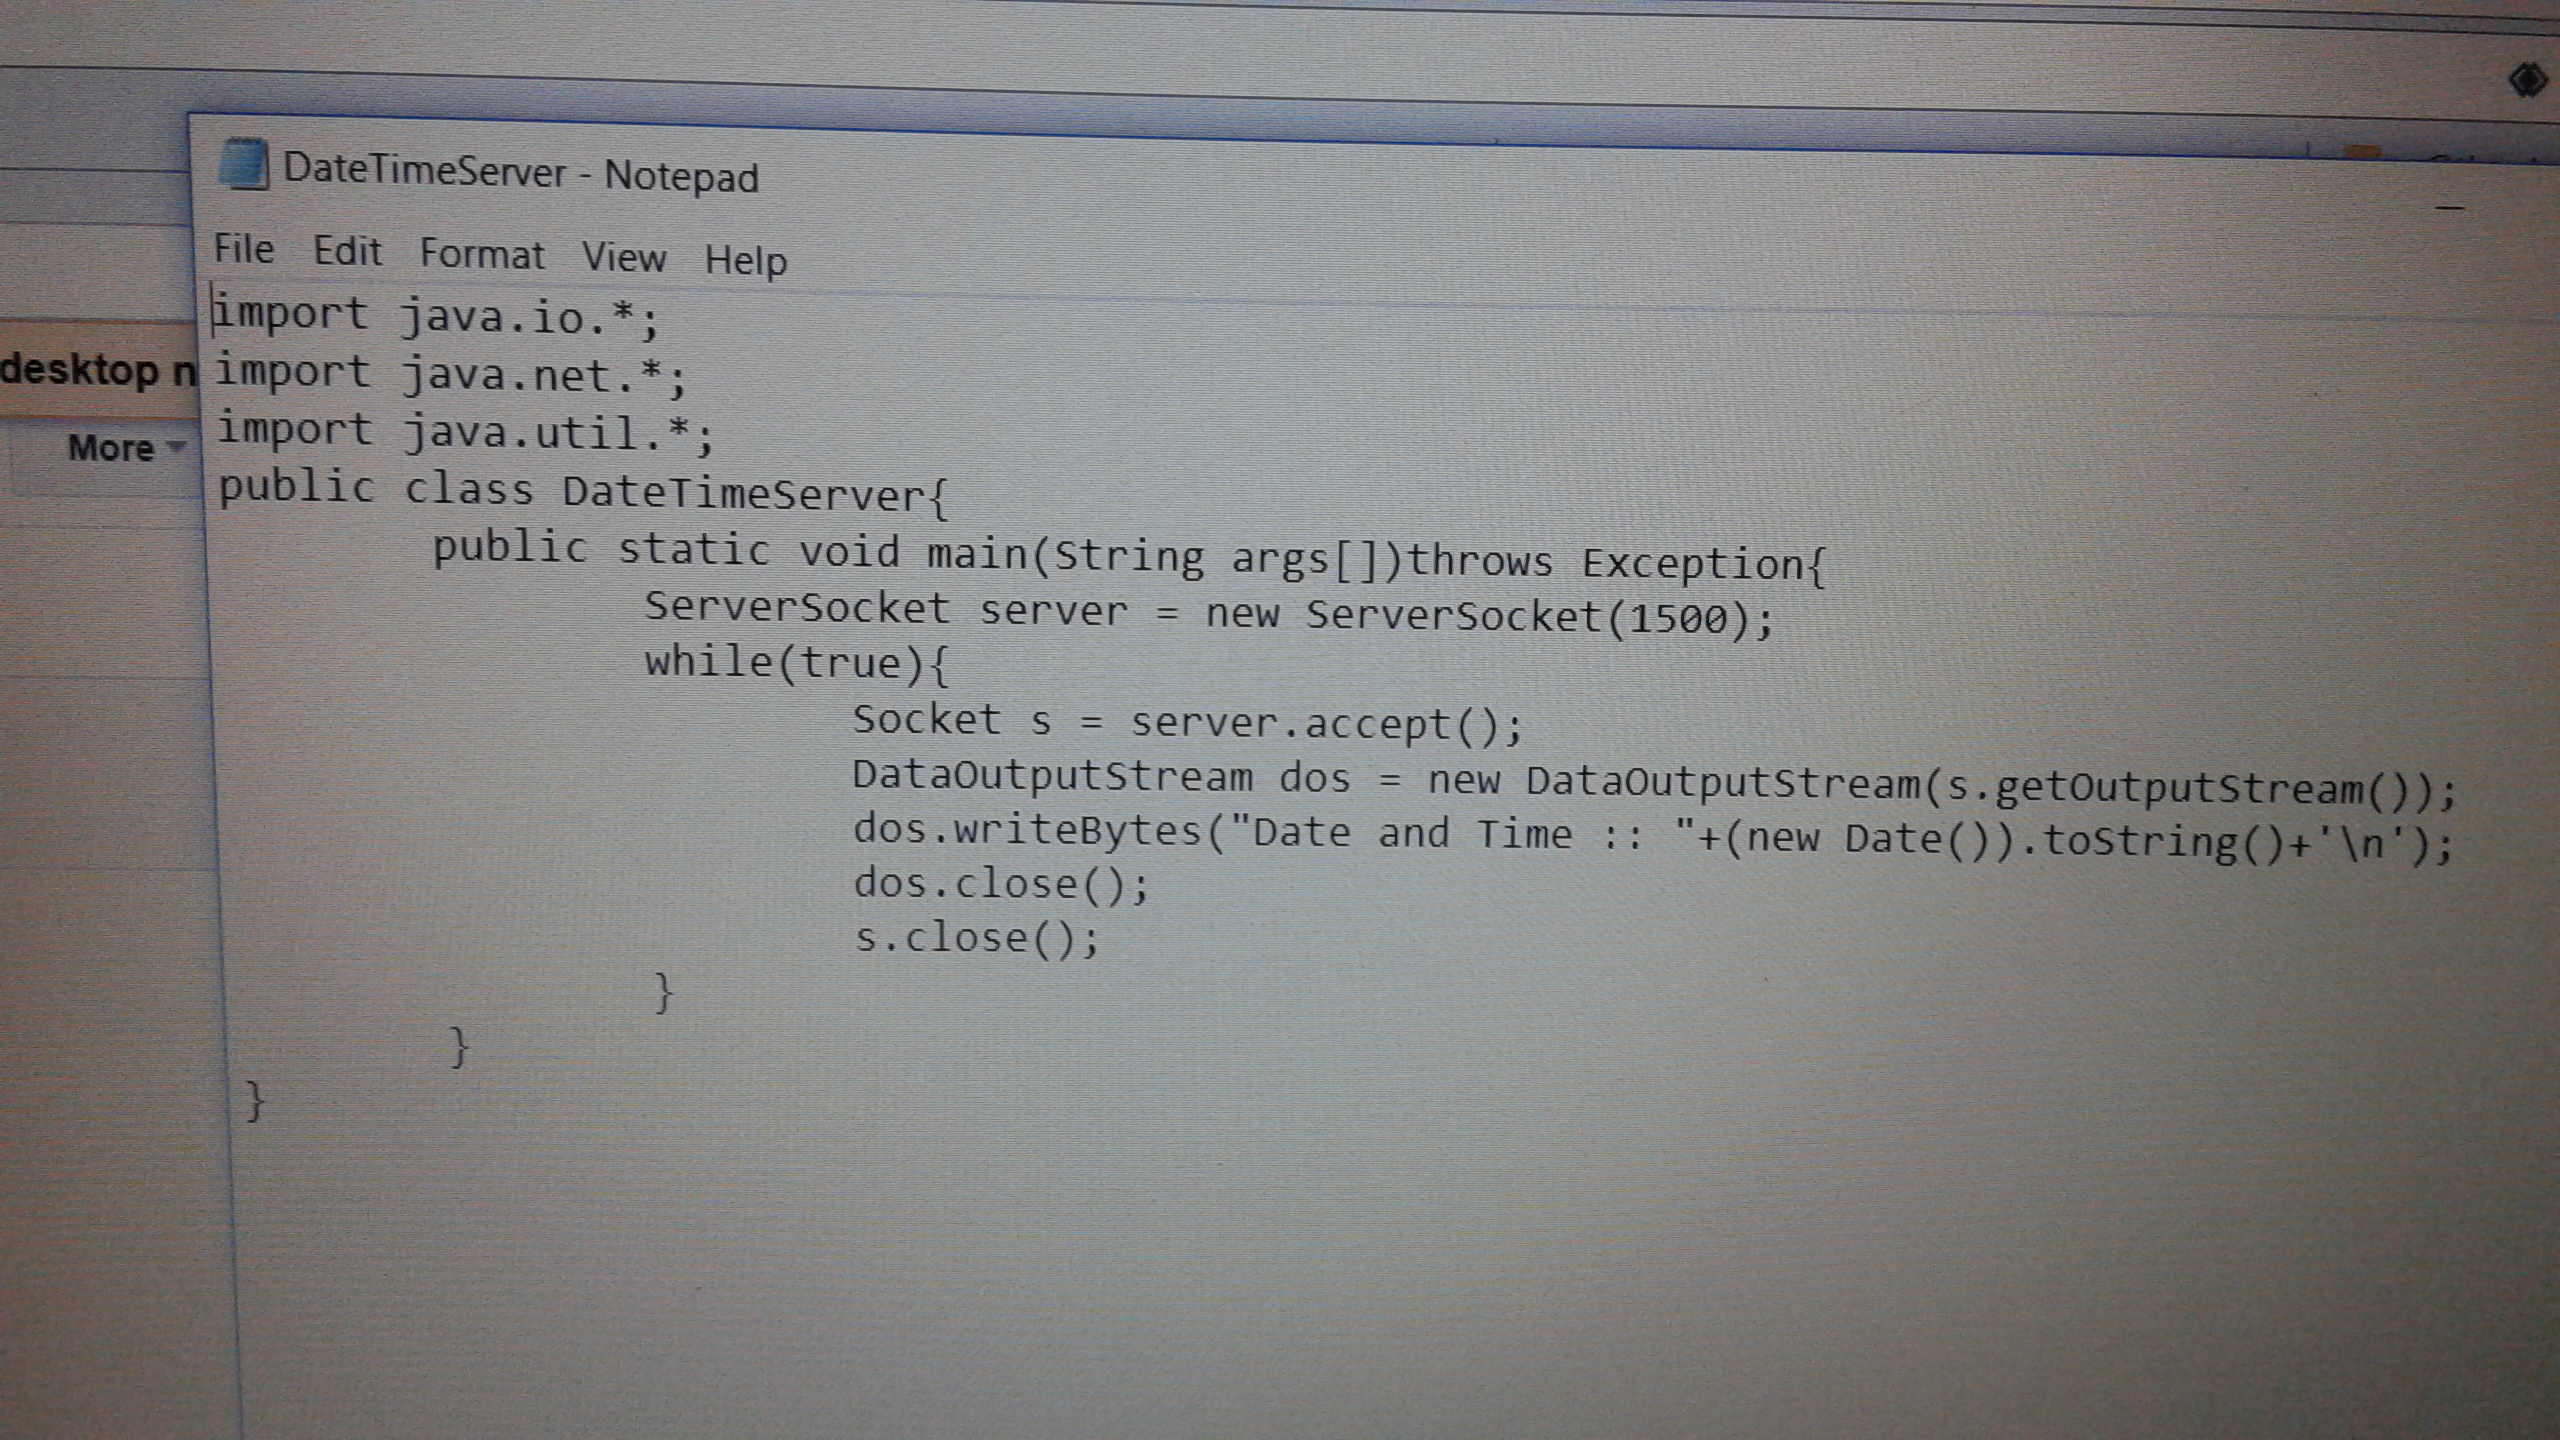 DateTimeServer - Notepad
File Edit Format View Help
import java.io.*;
desktop n
import java.net.*;
import java.util.*;
More
public class DateTimeServer{
public static void main(String args[])throws Exception{
ServerSocket server = new ServerSocket(1500);
while(true){
Socket s = server.accept();
DataOutputStream dos = new DataOutputStream(s.getOutputStream());
dos.writeBytes("Date and Time :: "+(new Date()).toString()+'\n');
dos.close();
s.close();
}
}
}